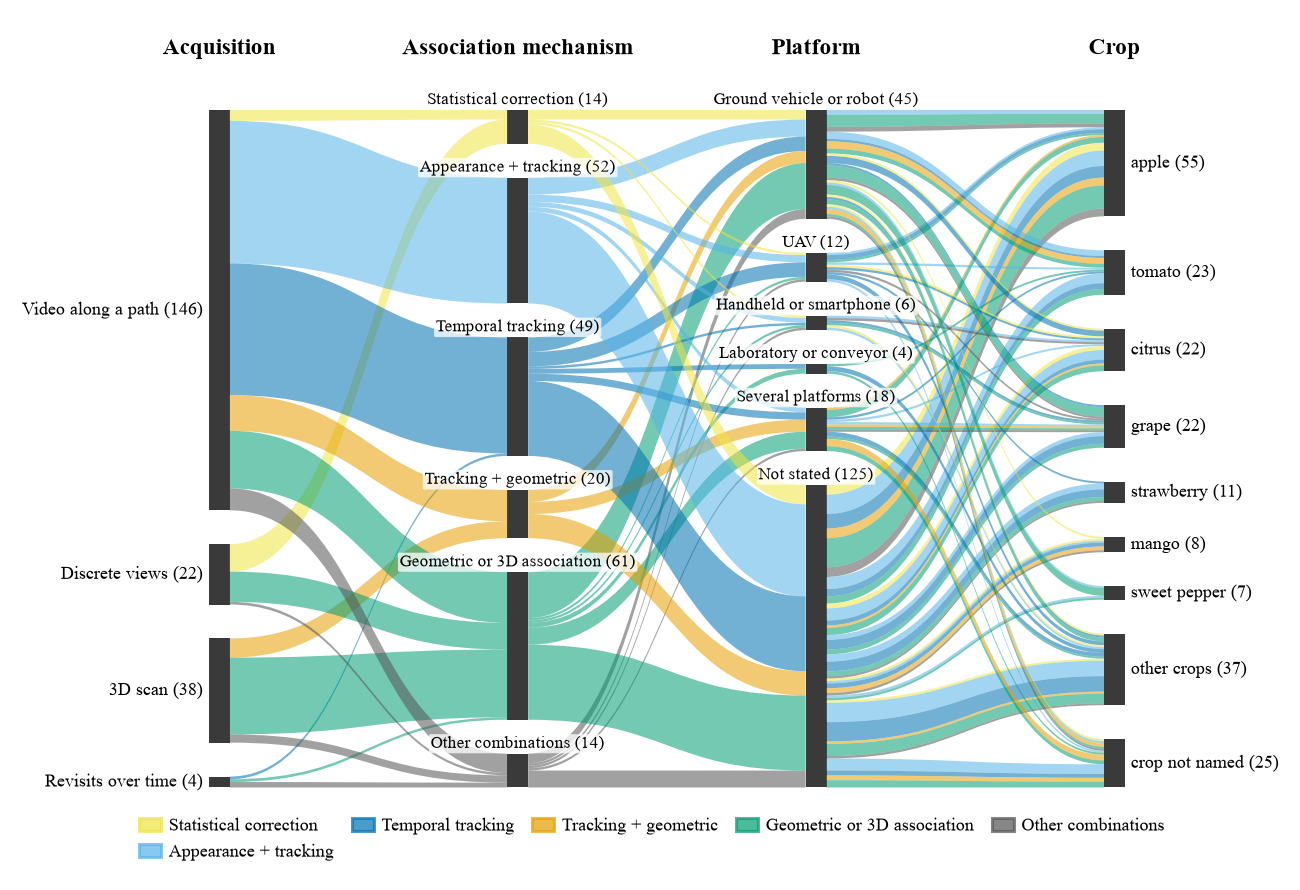 Acquisition
Association mechanism
Platform
Crop
Statistical correction (14)
Ground vehicle or robot (45)
Appearance + tracking (52)
apple (55)
UAV (12)
tomato (23)
Video along a path (146)
Handheld or smartphone (6)
Temporal tracking (49)
Laboratory or conveyor (4)
citrus (22)
Several platforms (18)
grape (22)
Tracking + geometric (20)
Not stated (125)
strawberry (11)
mango (8)
Discrete views (22)
Geometric or 3D association (61)
sweet pepper (7)
other crops (37)
3D scan (38)
Other combinations (14)
crop not named (25)
Revisits over time (4)
Statistical correction
Temporal tracking
Tracking + geometric
Geometric or 3D association
Other combinations
Appearance + tracking